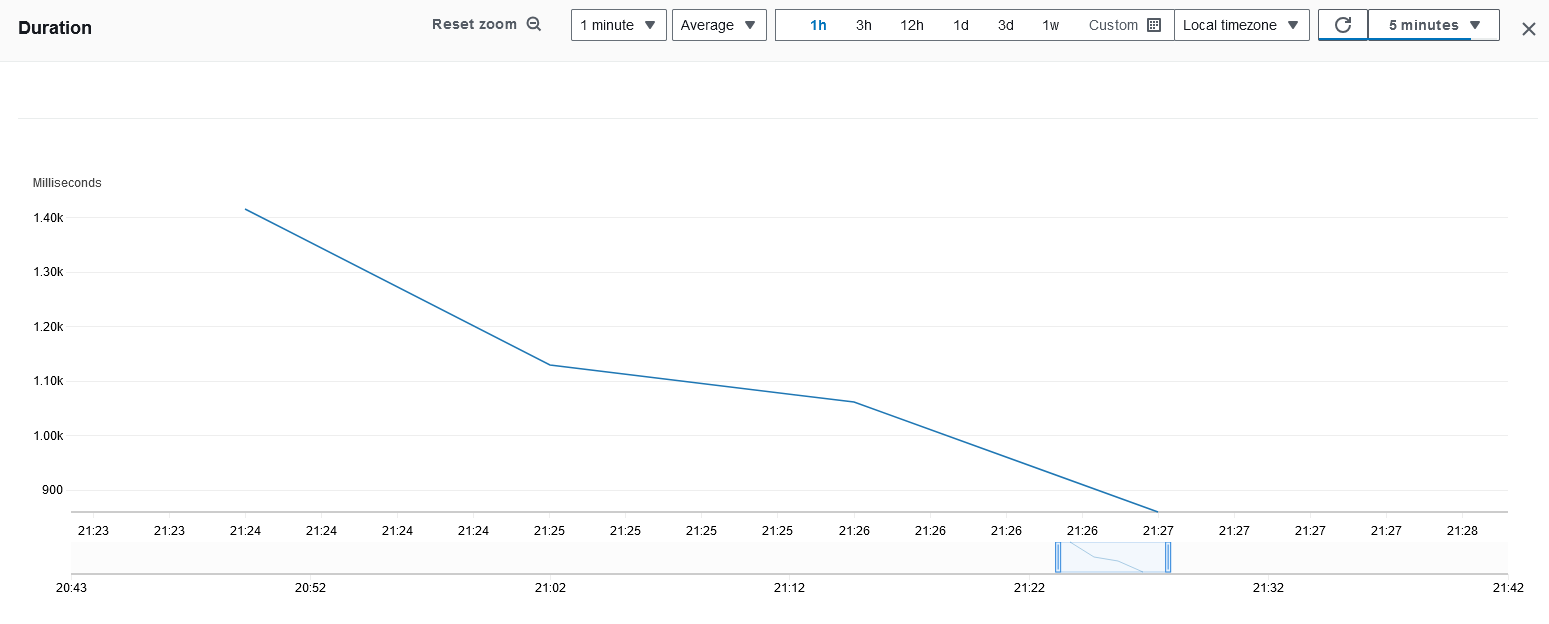 Duration
Reset zoom
1 minute
Average
1h 3h 12h 1d 3d 1w Custom
Local timezone
5 minutes
Milliseconds
1.40k
1.30k
1.20k
1.10k
1.00k
900
21:23 21:23 21:24 21:24 21:24 21:24 21:25 21:25 21:25 21:25 21:26 21:26 21:26 21:26 21:27 21:27 21:27 21:27 21:28
20:43 20:52 21:02 21:12 21:22 21:32 21:42